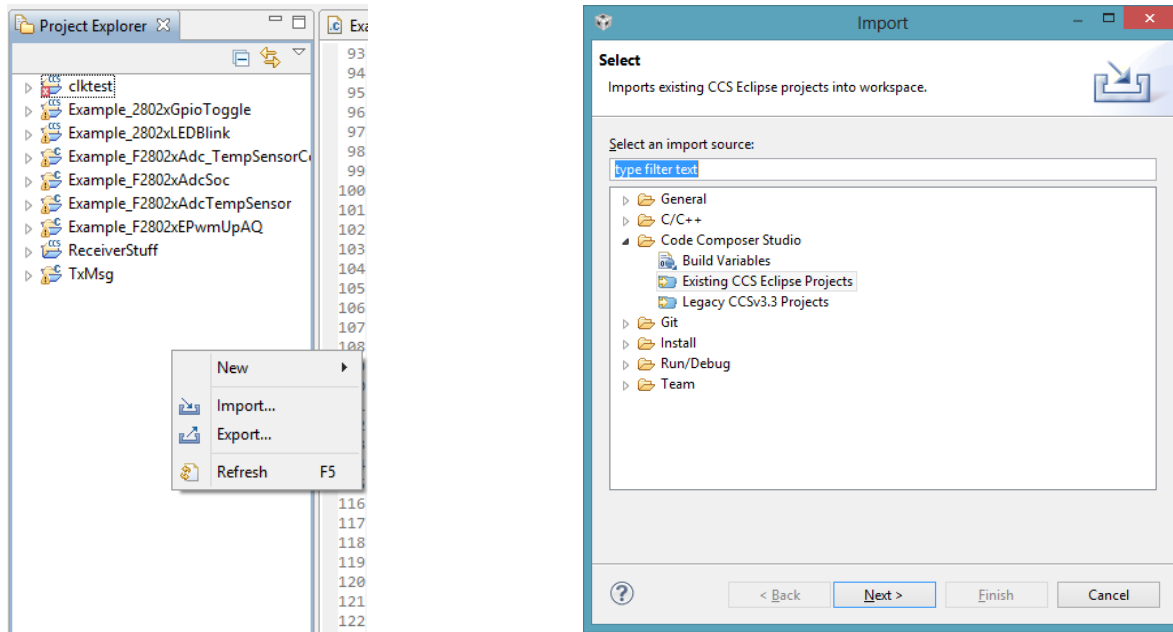 Project Explorer
Exa
clktest
Example_2802xGpioToggle
Example_2802xLEDBlink
Example_F2802xAdc_TempSensorC
Example_F2802xAdcSoc
Example_F2802xAdcTempSensor
Example_F2802xEPwmUpAQ
ReceiverStuff
TxMsg
93
94
95
96
97
98
99
100
101
102
103
104
105
106
107
108
New
Import...
Export...
Refresh F5
116
117
118
119
120
121
122
Import
Select
Imports existing CCS Eclipse projects into workspace.
Select an import source:
type filter text
General
C/C++
Code Composer Studio
Build Variables
Existing CCS Eclipse Projects
Legacy CCSv3.3 Projects
Git
Install
Run/Debug
Team
?
< Back
Next >
Finish
Cancel